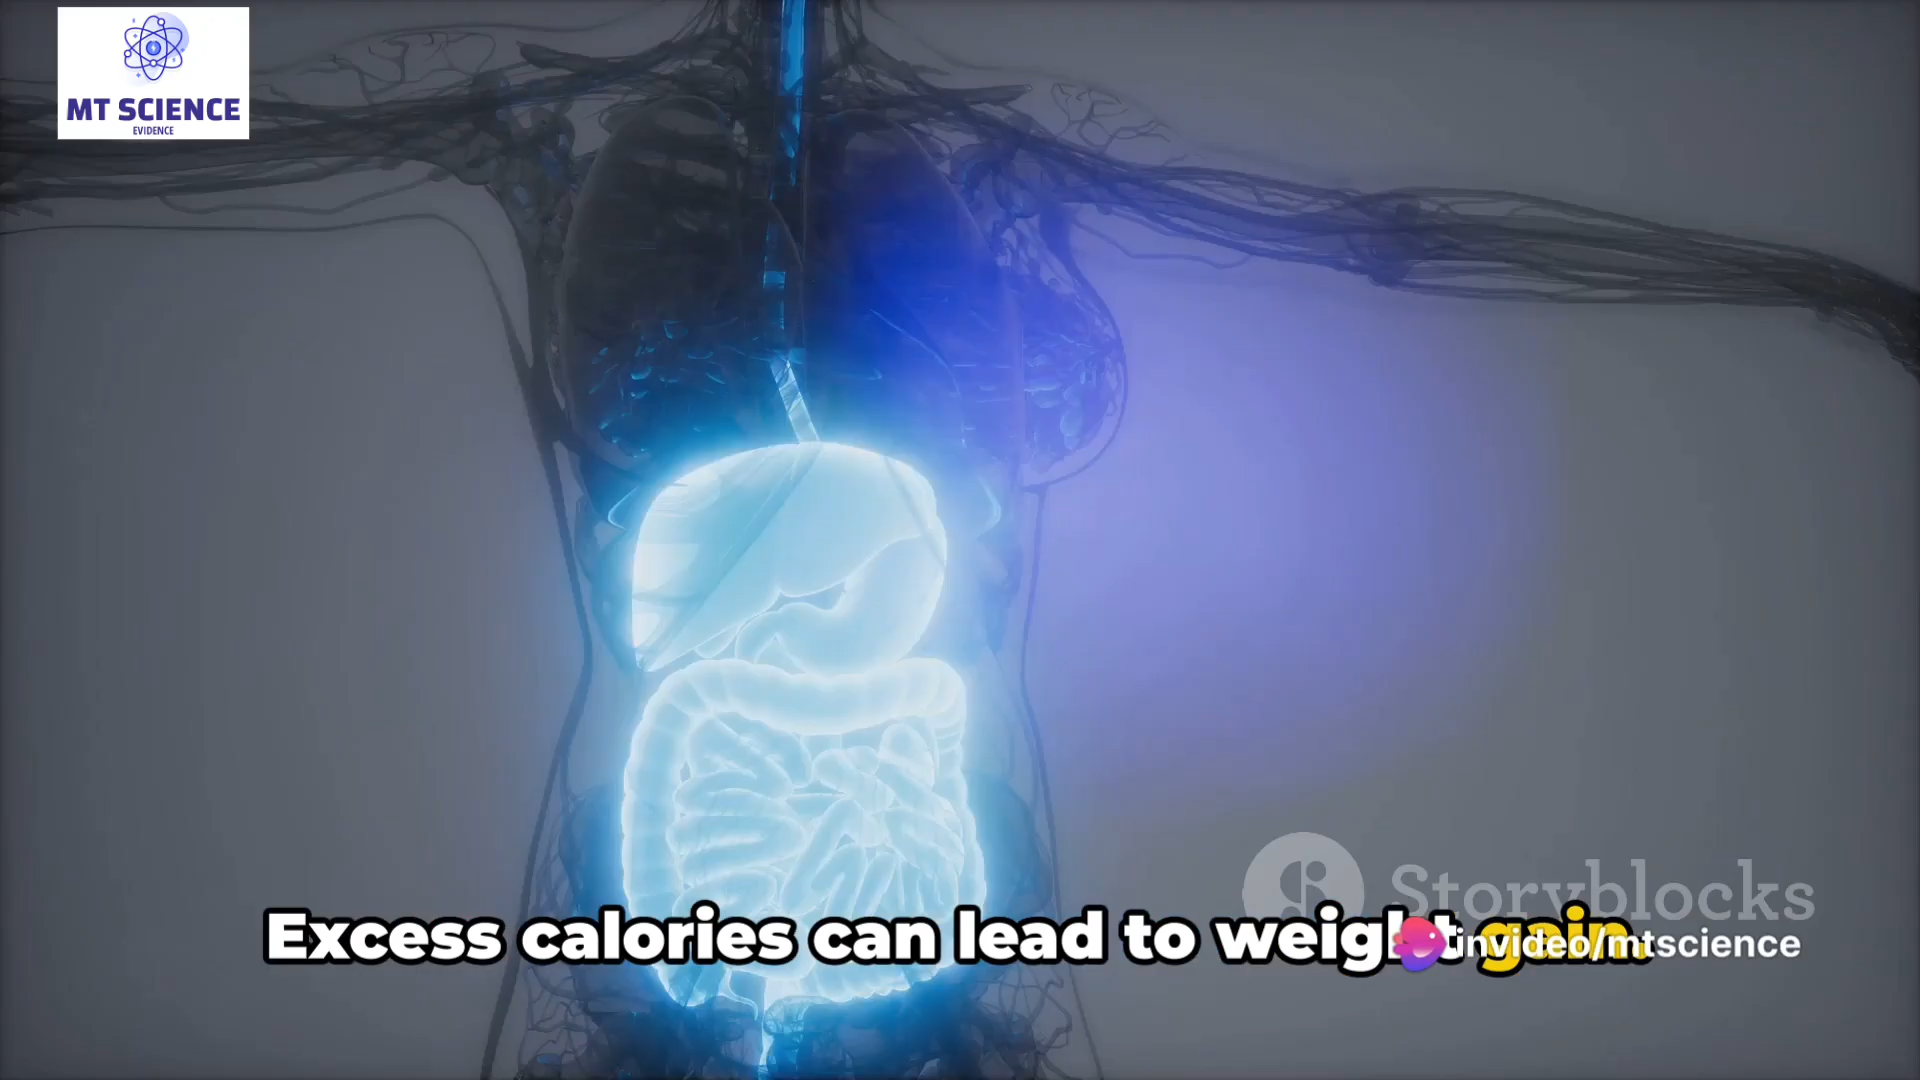 MT SCIENCE
EVIDENCE
Storyblocks
Excess calories can lead to weight gain.
invideo/mtscience